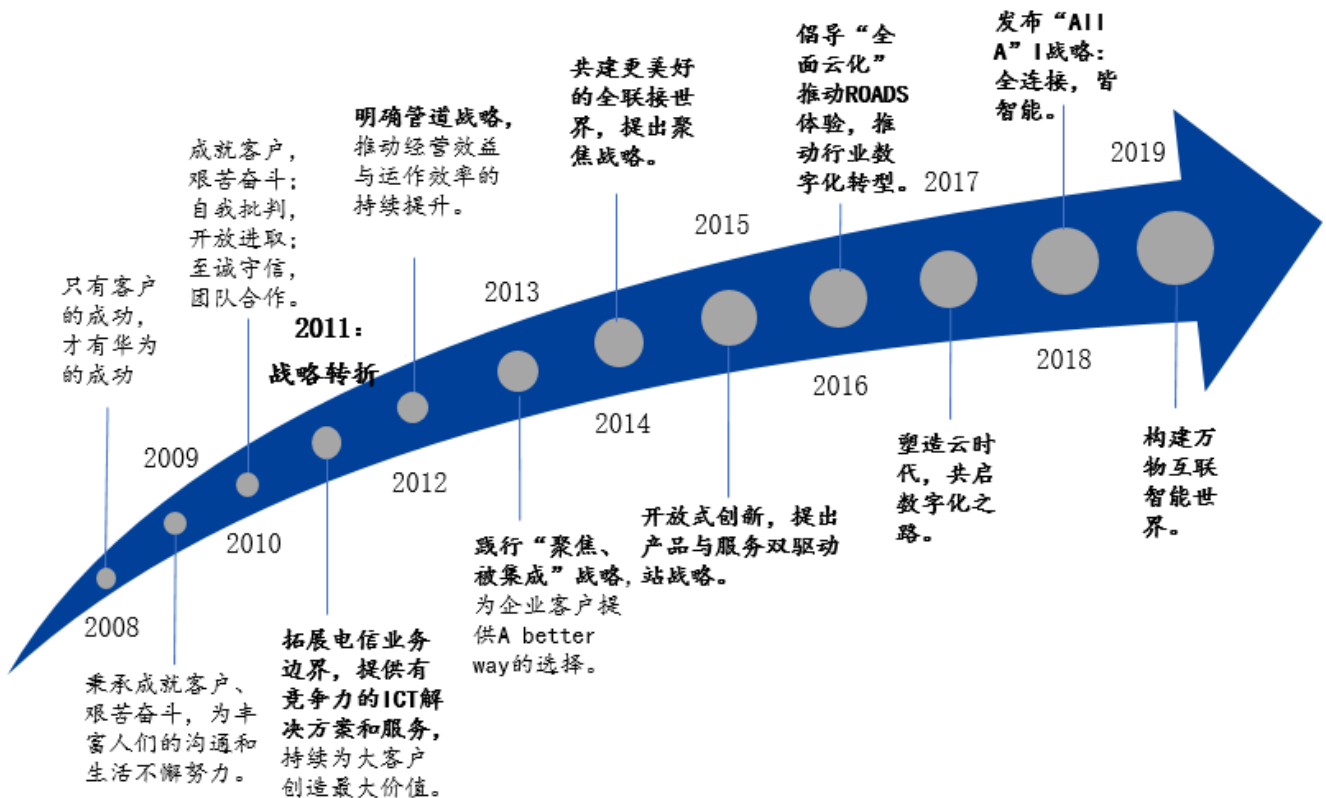 只有客户
的成功，
才有华为
的成功
2008
2009
秉承成就客户、
艰苦奋斗，为丰
富人们的沟通和
生活不懈努力。
成就客户，
艰苦奋斗；
自我批判，
开放进取；
至诚守信，
团队合作。
2010
2011：
战略转折
拓展电信业务
边界，提供有
竞争力的ICT解
决方案和服务，
持续为大客户
创造最大价值。
明确管道战略，
推动经营效益
与运作效率的
持续提升。
2012
2013
践行“聚焦、
被集成”战略，
为企业客户提
供A better
way的选择。
共建更美好
的全联接世
界，提出聚
焦战略。
2014
2015
开放式创新，提出
产品与服务双驱动
站战略。
倡导“全
面云化”
推动ROADS
体验，推
动行业数
字化转型。
2016
2017
塑造云时
代，共启
数字化之
路。
发布“All
A”I战略：
全连接，皆
智能。
2018
2019
构建万
物互联
智能世
界。